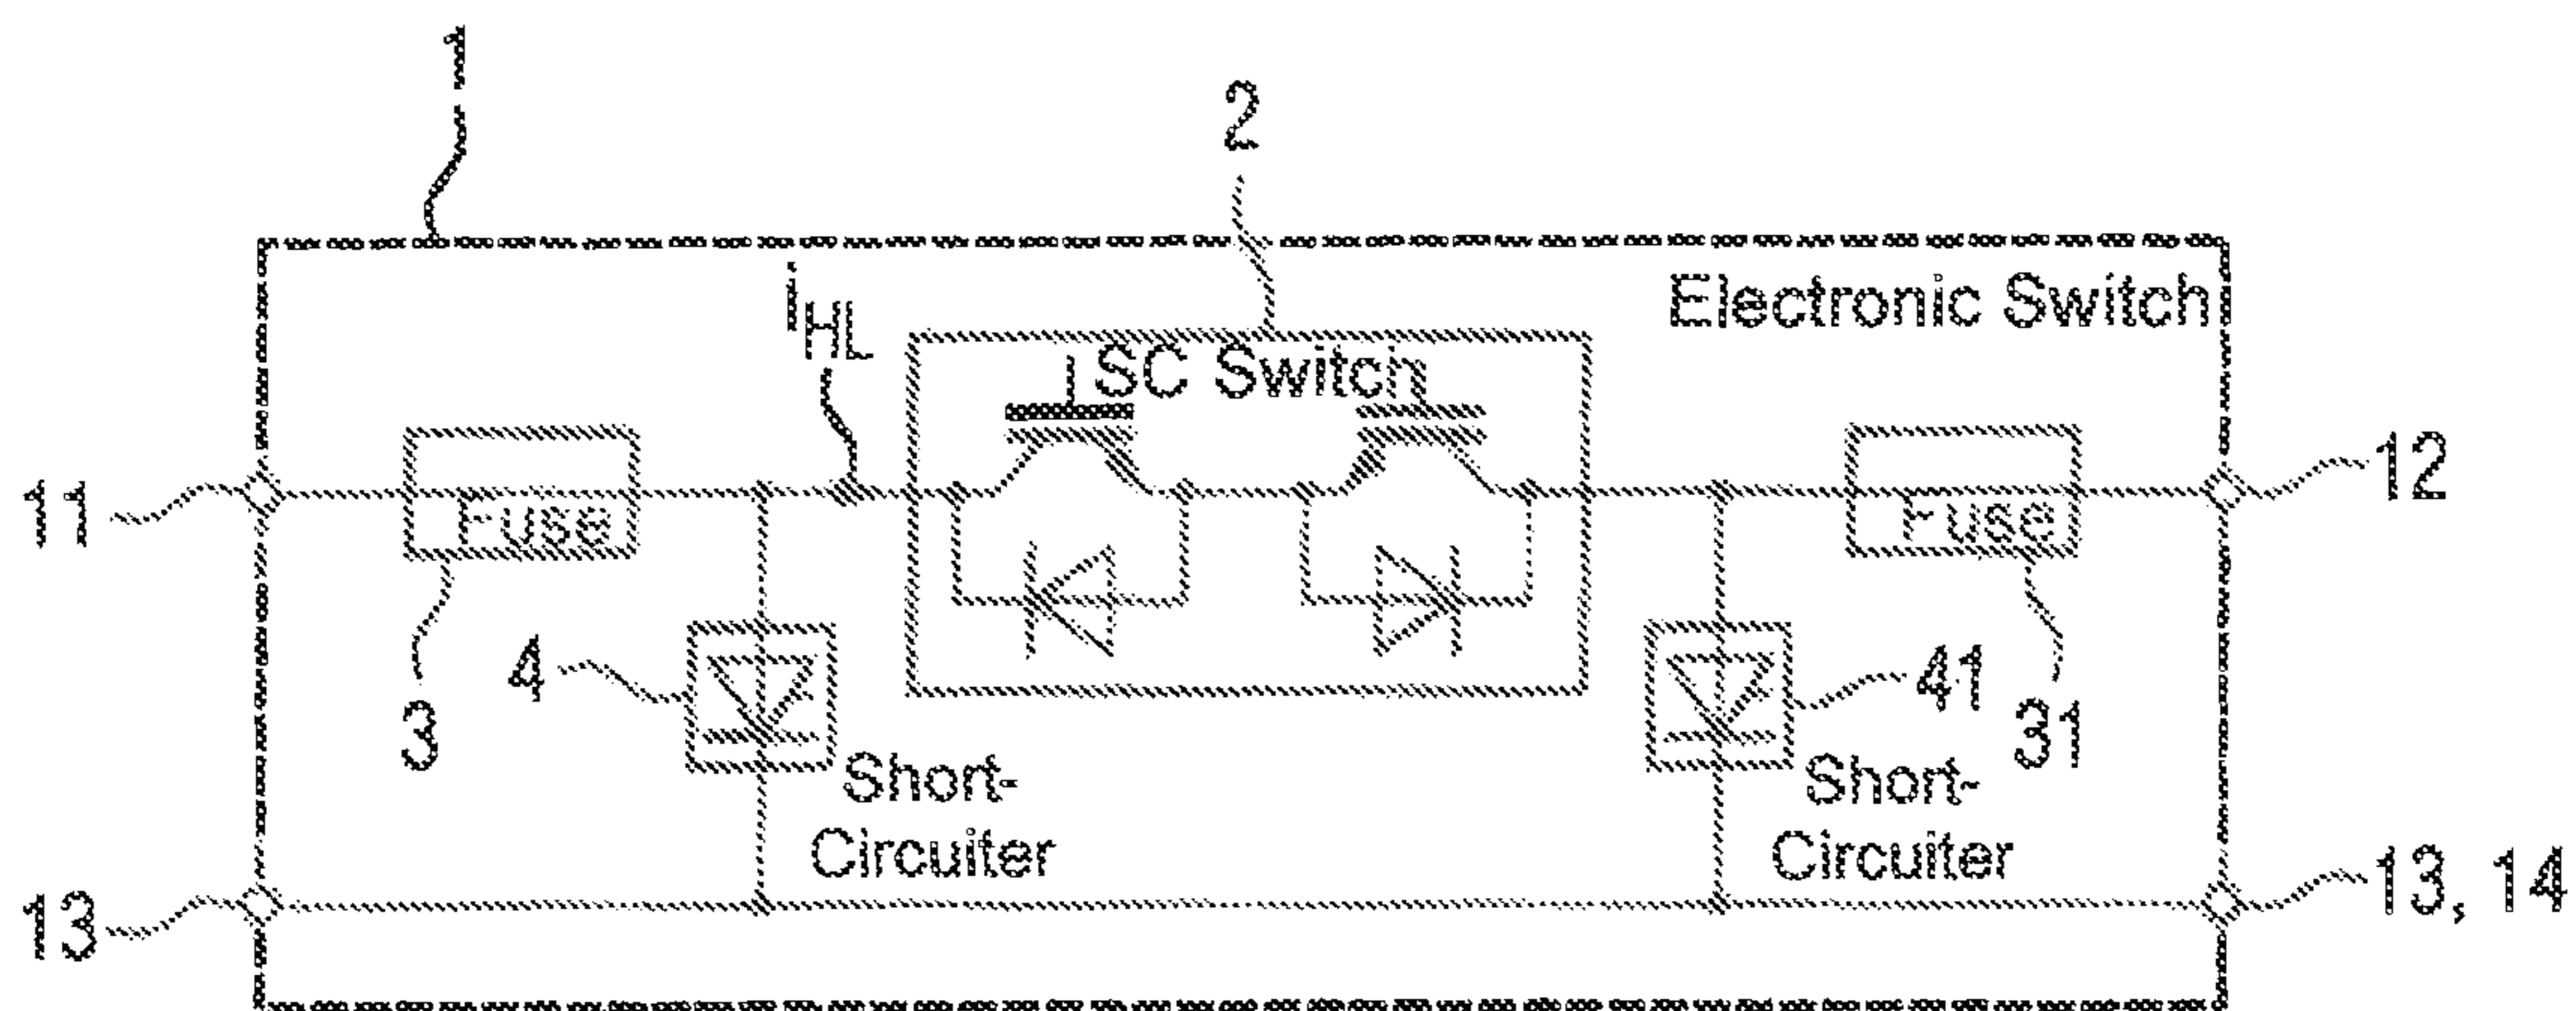 1
2
I_HL
Electronic Switch
SC Switch
11
Fuse
Fuse
12
3
4
41
31
Short-
Circuiter
Short-
Circuiter
13
13, 14